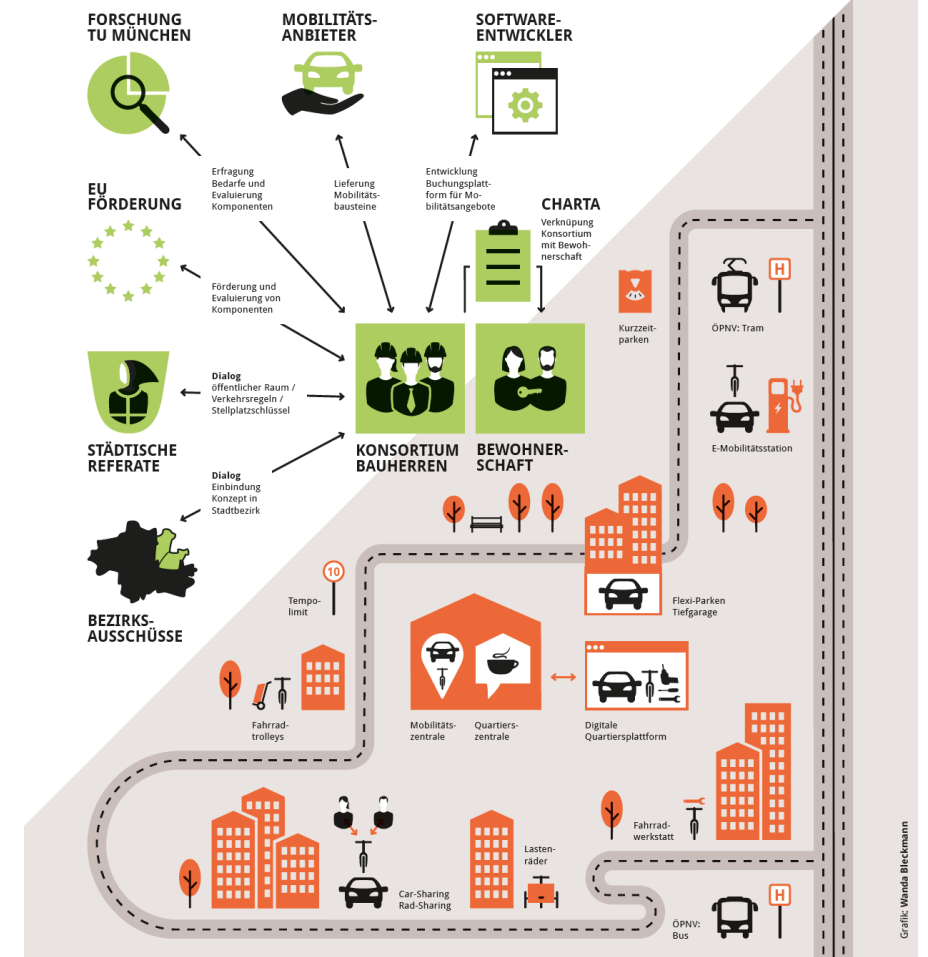 FORSCHUNG
TU MÜNCHEN
MOBILITÄTS-
ANBIETER
SOFTWARE-
ENTWICKLER
Erfragung
Bedarfe und
Evaluierung
Komponenten
Lieferung
Mobilitäts-
bausteine
Entwicklung
Buchungsplatt-
form für Mo-
bilitätsangebote
EU
FÖRDERUNG
CHARTA
Verknüpung
Konsortium
mit Bewoh-
nerschaft
Förderung und
Evaluierung von
Komponenten
Kurzzeit-
parken
H
ÖPNV: Tram
Dialog
öffentlicher Raum /
Verkehrsregeln /
Stellplatzschlüssel
STÄDTISCHE
REFERATE
KONSORTIUM
BAUHERREN
BEWOHNER-
SCHAFT
E-Mobilitätsstation
Dialog
Einbindung
Konzept in
Stadtbezirk
BEZIRKS-
AUSSCHÜSSE
10
Tempo-
limit
Flexi-Parken
Tiefgarage
Fahrrad-
trolleys
Mobilitäts-
zentrale
Quartiers-
zentrale
Digitale
Quartiersplattform
Fahrrad-
werkstatt
Lasten-
räder
Car-Sharing
Rad-Sharing
H
ÖPNV:
Bus
Grafik: Wanda Bleckmann